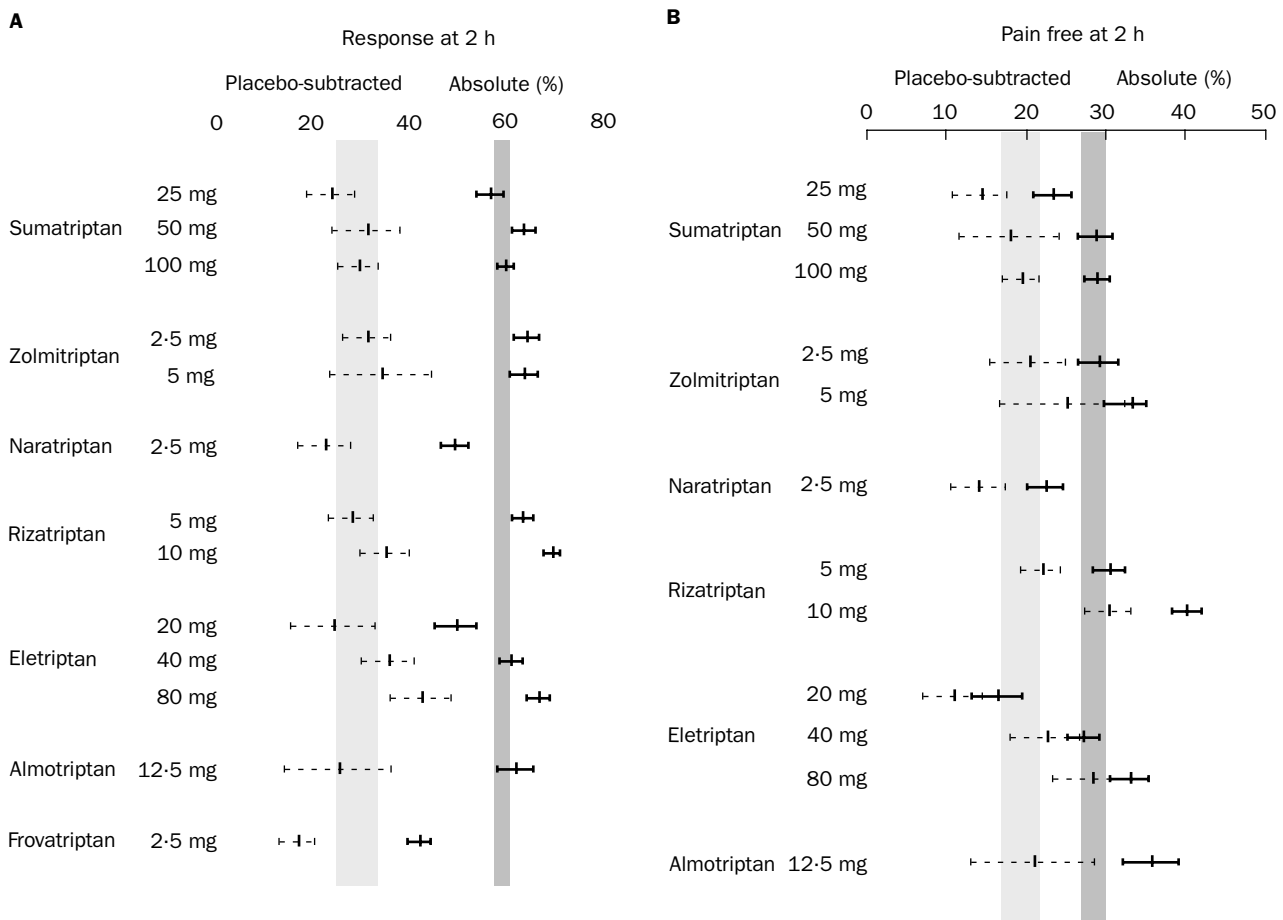 A
Response at 2 h
Placebo-subtracted Absolute (%)
0 20 40 60 80
25 mg
Sumatriptan 50 mg
100 mg
2·5 mg
Zolmitriptan
5 mg
Naratriptan 2·5 mg
5 mg
Rizatriptan
10 mg
20 mg
Eletriptan 40 mg
80 mg
Almotriptan 12·5 mg
Frovatriptan 2·5 mg
B
Pain free at 2 h
Placebo-subtracted Absolute (%)
0 10 20 30 40 50
25 mg
Sumatriptan 50 mg
100 mg
2·5 mg
Zolmitriptan
5 mg
Naratriptan 2·5 mg
5 mg
Rizatriptan
10 mg
20 mg
Eletriptan 40 mg
80 mg
Almotriptan 12·5 mg